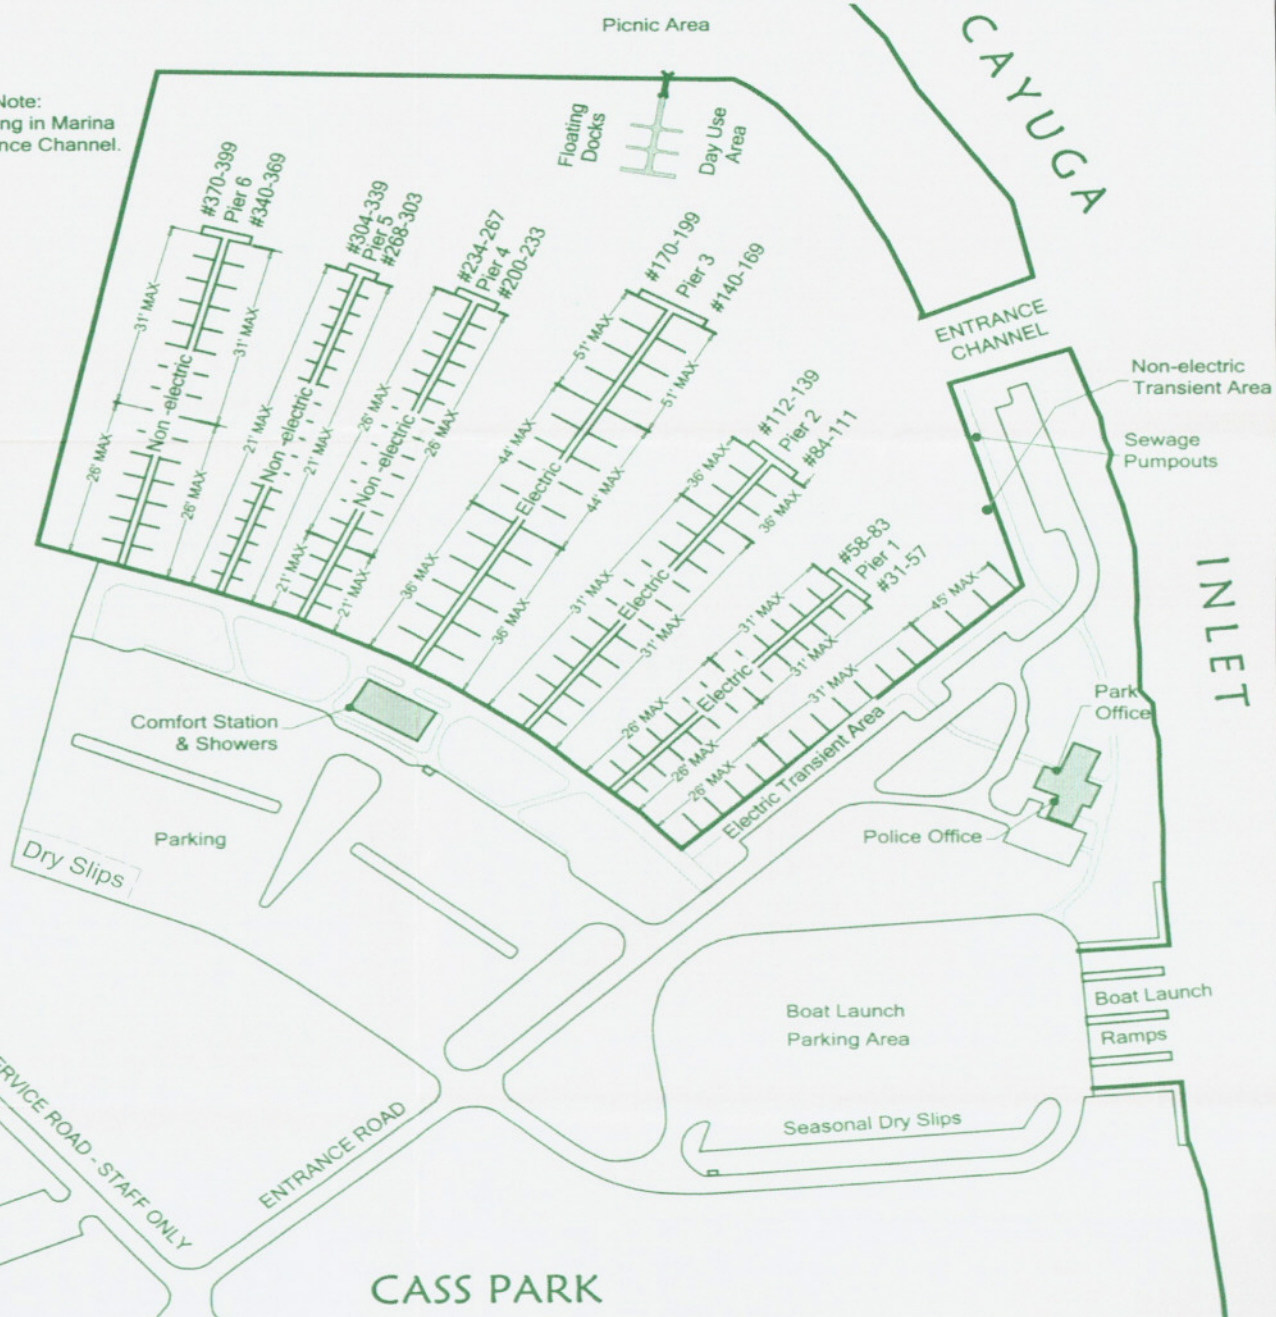 Picnic Area
CAYUGA
Note:
ng in Marina
nce Channel.
Floating
Docks
Day Use
Area
#370-399
Pier 6
#340-369
#304-339
Pier 5
#268-303
#234-267
Pier 4
#200-233
#170-199
Pier 3
#140-169
31' MAX
31' MAX
26' MAX
26' MAX
Non -electric
21' MAX
21' MAX
Non -electric
26' MAX
26' MAX
21' MAX
21' MAX
Non -electric
51' MAX
51' MAX
44' MAX
44' MAX
36' MAX
36' MAX
Electric
ENTRANCE
CHANNEL
Non-electric
Transient Area
Sewage
Pumpouts
#112-139
Pier 2
#84-111
36' MAX
36' MAX
31' MAX
31' MAX
Electric
#58-83
Pier 1
#31-57
31' MAX
31' MAX
26' MAX
26' MAX
Electric
45' MAX
31' MAX
26' MAX
Electric Transient Area
INLET
Park
Office
Police Office
Comfort Station
& Showers
Parking
Dry Slips
Boat Launch
Ramps
Boat Launch
Parking Area
Seasonal Dry Slips
ERVICE ROAD - STAFF ONLY
ENTRANCE ROAD
CASS PARK